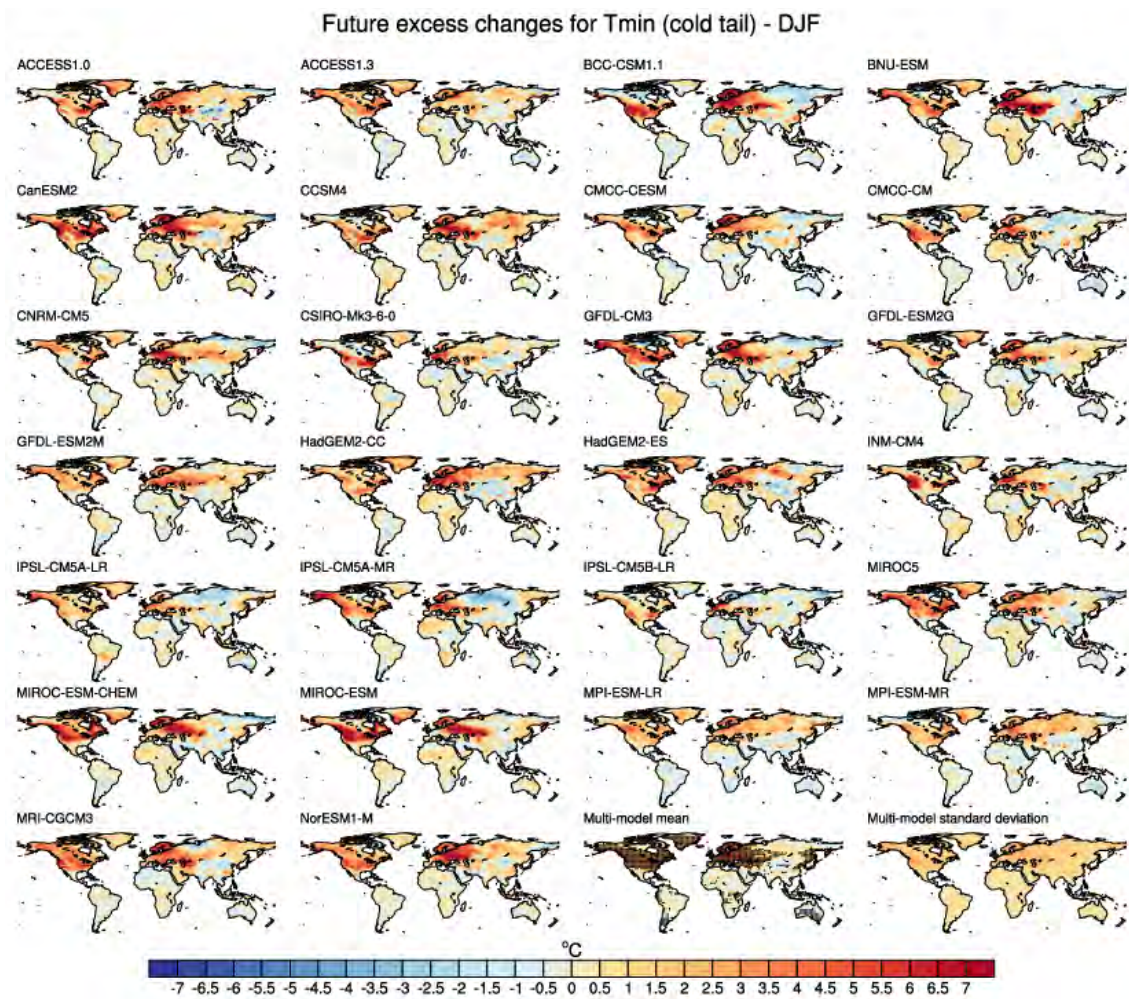 Future excess changes for Tmin (cold tail) - DJF
ACCESS1.0 ACCESS1.3 BCC-CSM1.1 BNU-ESM
CanESM2 CCSM4 CMCC-CESM CMCC-CM
CNRM-CM5 CSIRO-Mk3-6-0 GFDL-CM3 GFDL-ESM2G
GFDL-ESM2M HadGEM2-CC HadGEM2-ES INM-CM4
IPSL-CM5A-LR IPSL-CM5A-MR IPSL-CM5B-LR MIROC5
MIROC-ESM-CHEM MIROC-ESM MPI-ESM-LR MPI-ESM-MR
MRI-CGCM3 NorESM1-M Multi-model mean Multi-model standard deviation
°C
-7 -6.5 -6 -5.5 -5 -4.5 -4 -3.5 -3 -2.5 -2 -1.5 -1 -0.5 0 0.5 1 1.5 2 2.5 3 3.5 4 4.5 5 5.5 6 6.5 7